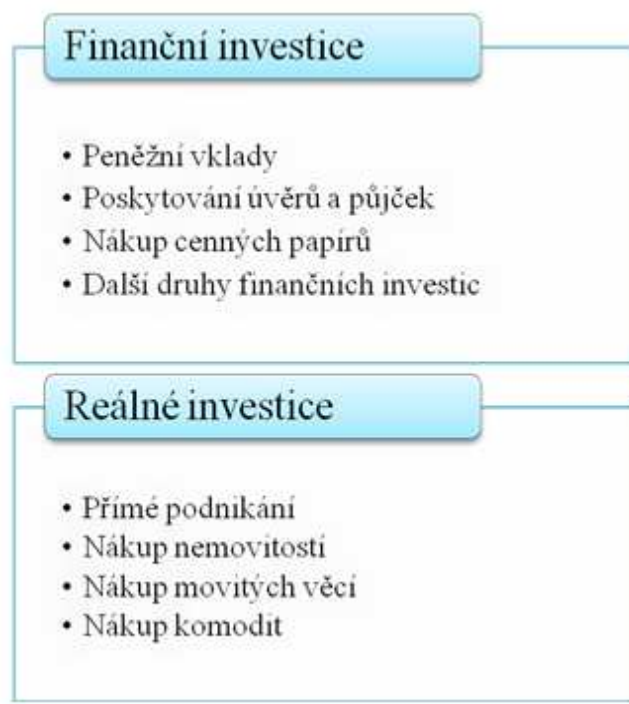 Finanční investice
• Peněžní vklady
• Poskytování úvěrů a půjček
• Nákup cenných papírů
• Další druhy finančních investic
Reálné investice
• Přímé podnikání
• Nákup nemovitostí
• Nákup movitých věcí
• Nákup komodit